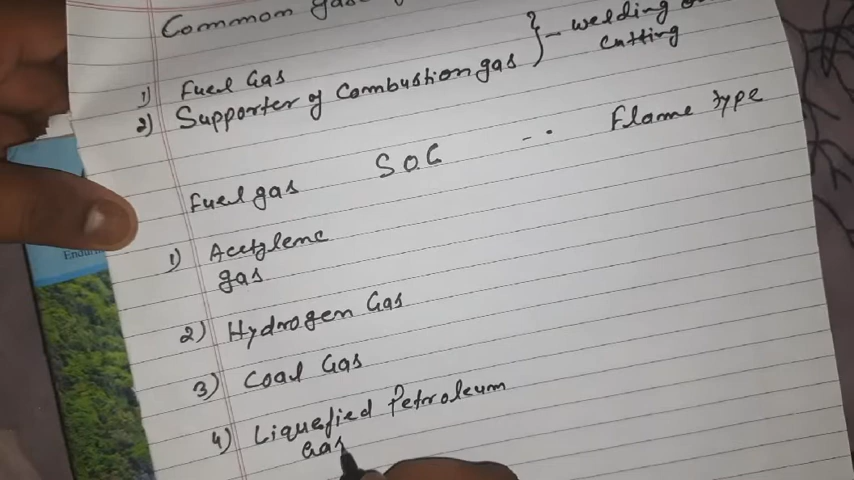 Common gas
1) Fuel Gas
2) Supporter of Combustion gas } - welding
cutting
Fuel gas SOC -.. Flame type
1) Acetylene
gas
2) Hydrogen Gas
3) Coal Gas
4) Liquefied Petroleum
Gas